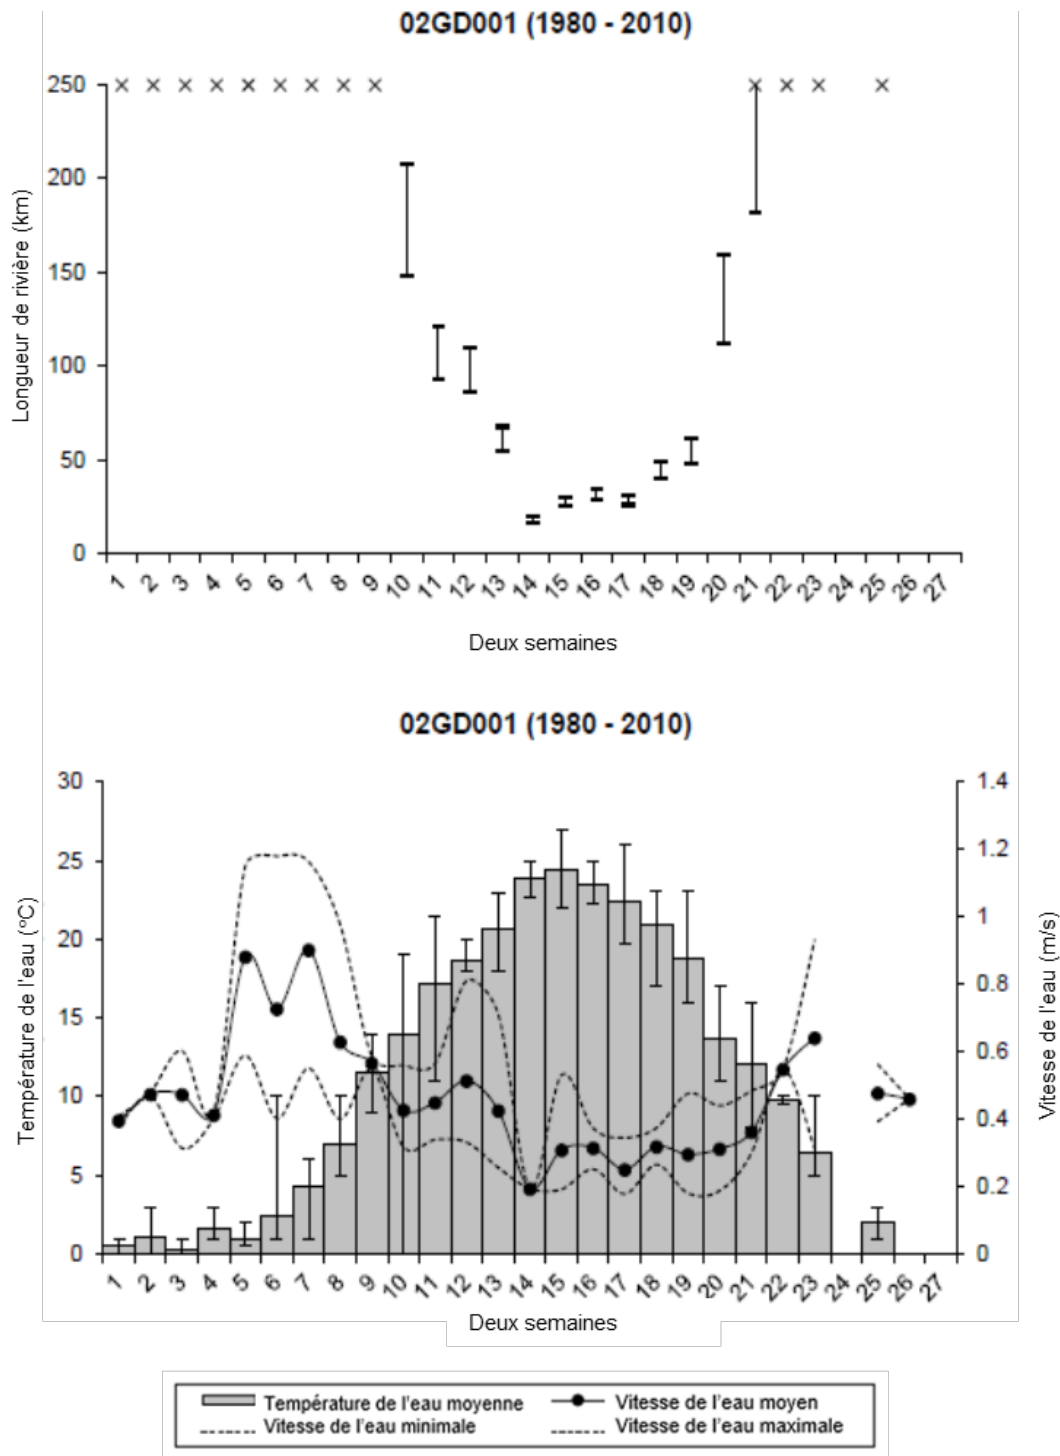 02GD001 (1980 - 2010)
Longueur de rivière (km)
250
200
150
100
50
0
1 2 3 4 5 6 7 8 9 10 11 12 13 14 15 16 17 18 19 20 21 22 23 24 25 26 27
Deux semaines
02GD001 (1980 - 2010)
Température de l'eau (°C)
30
25
20
15
10
5
0
1.4
1.2
1
0.8
0.6
0.4
0.2
0
Vitesse de l'eau (m/s)
1 2 3 4 5 6 7 8 9 10 11 12 13 14 15 16 17 18 19 20 21 22 23 24 25 26 27
Deux semaines
Température de l'eau moyenne Vitesse de l'eau moyen
Vitesse de l'eau minimale Vitesse de l'eau maximale